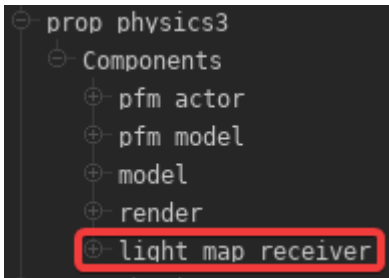 prop physics3
Components
pfm actor
pfm model
model
render
light map receiver